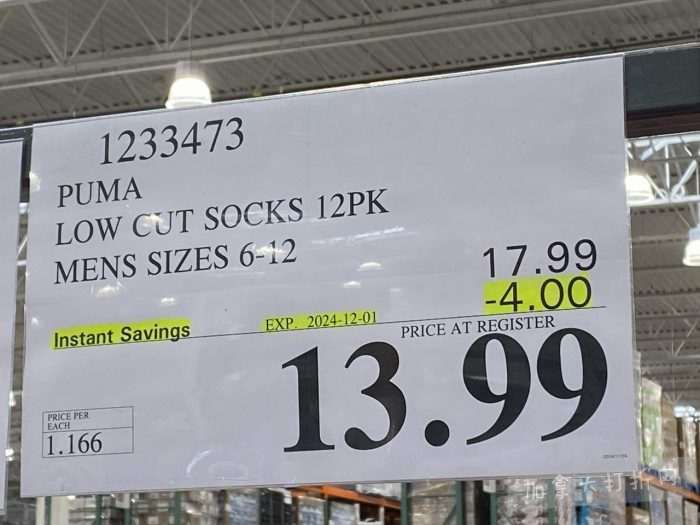 1233473
PUMA
LOW CUT SOCKS 12PK
MENS SIZES 6-12
17.99
-4.00
Instant Savings
EXP. 2024-12-01
PRICE AT REGISTER
13.99
PRICE PER
EACH
1.166
加拿大打折网